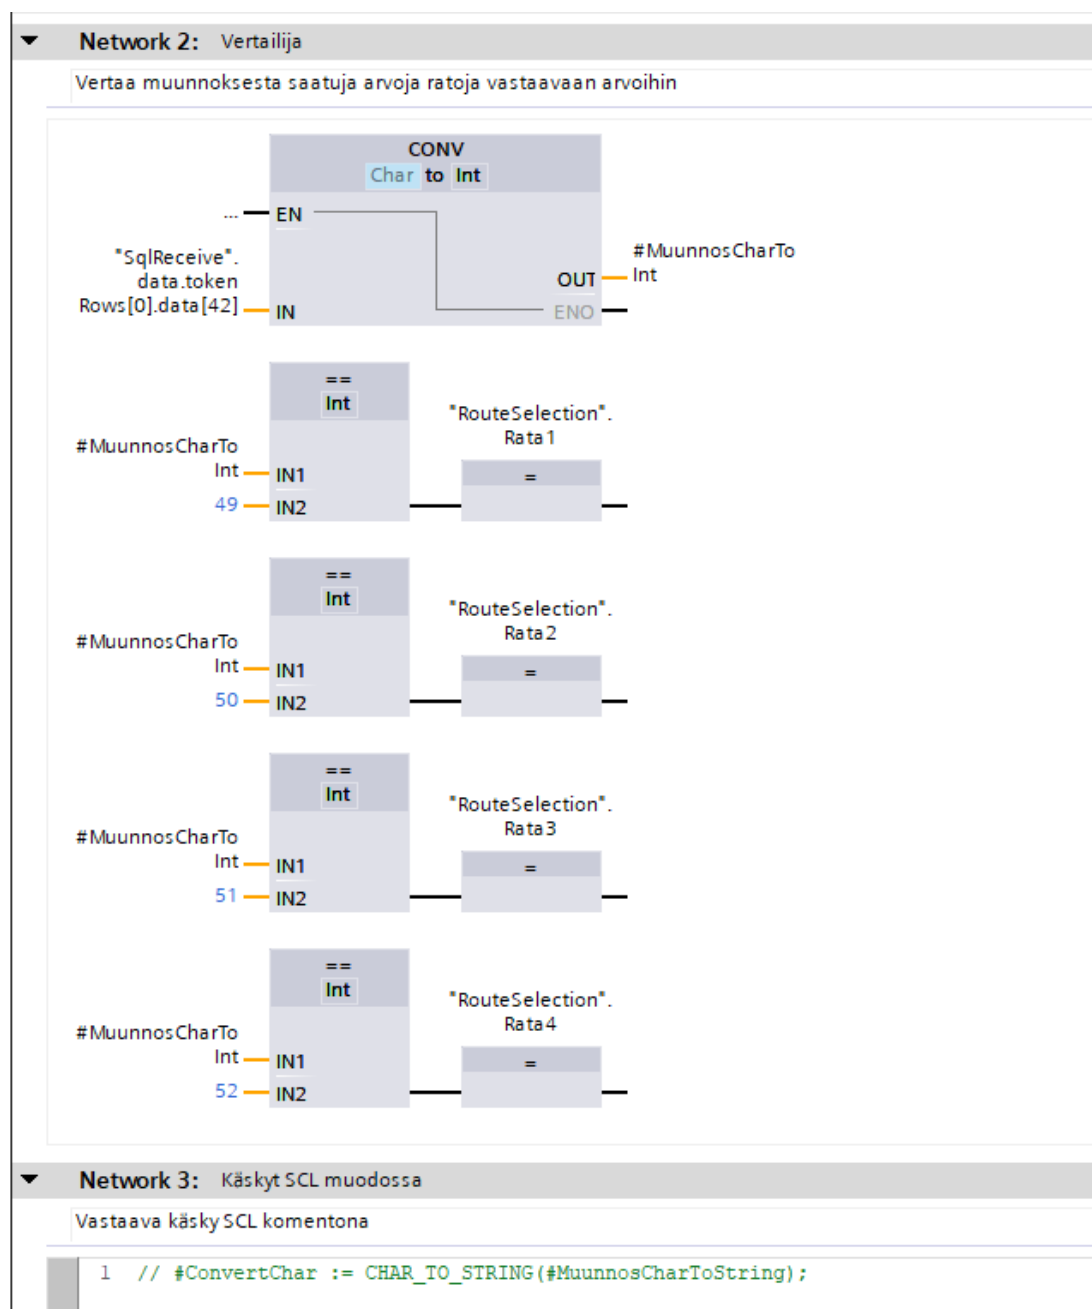 Network 2: Vertailija
Vertaa muunnoksesta saatuja arvoja ratoja vastaavaan arvoihin
CONV
Char to Int
... EN
"SqlReceive".
data.token
Rows[0].data[42] IN
#MuunnosCharTo
OUT Int
ENO
==
Int
"RouteSelection".
Rata1
#MuunnosCharTo
Int IN1
=
49 IN2
==
Int
"RouteSelection".
Rata2
#MuunnosCharTo
Int IN1
=
50 IN2
==
Int
"RouteSelection".
Rata3
#MuunnosCharTo
Int IN1
=
51 IN2
==
Int
"RouteSelection".
Rata4
#MuunnosCharTo
Int IN1
=
52 IN2
Network 3: Käskyt SCL muodossa
Vastaava käsky SCL komentona
1 // #ConvertChar := CHAR_TO_STRING(#MuunnosCharToString);